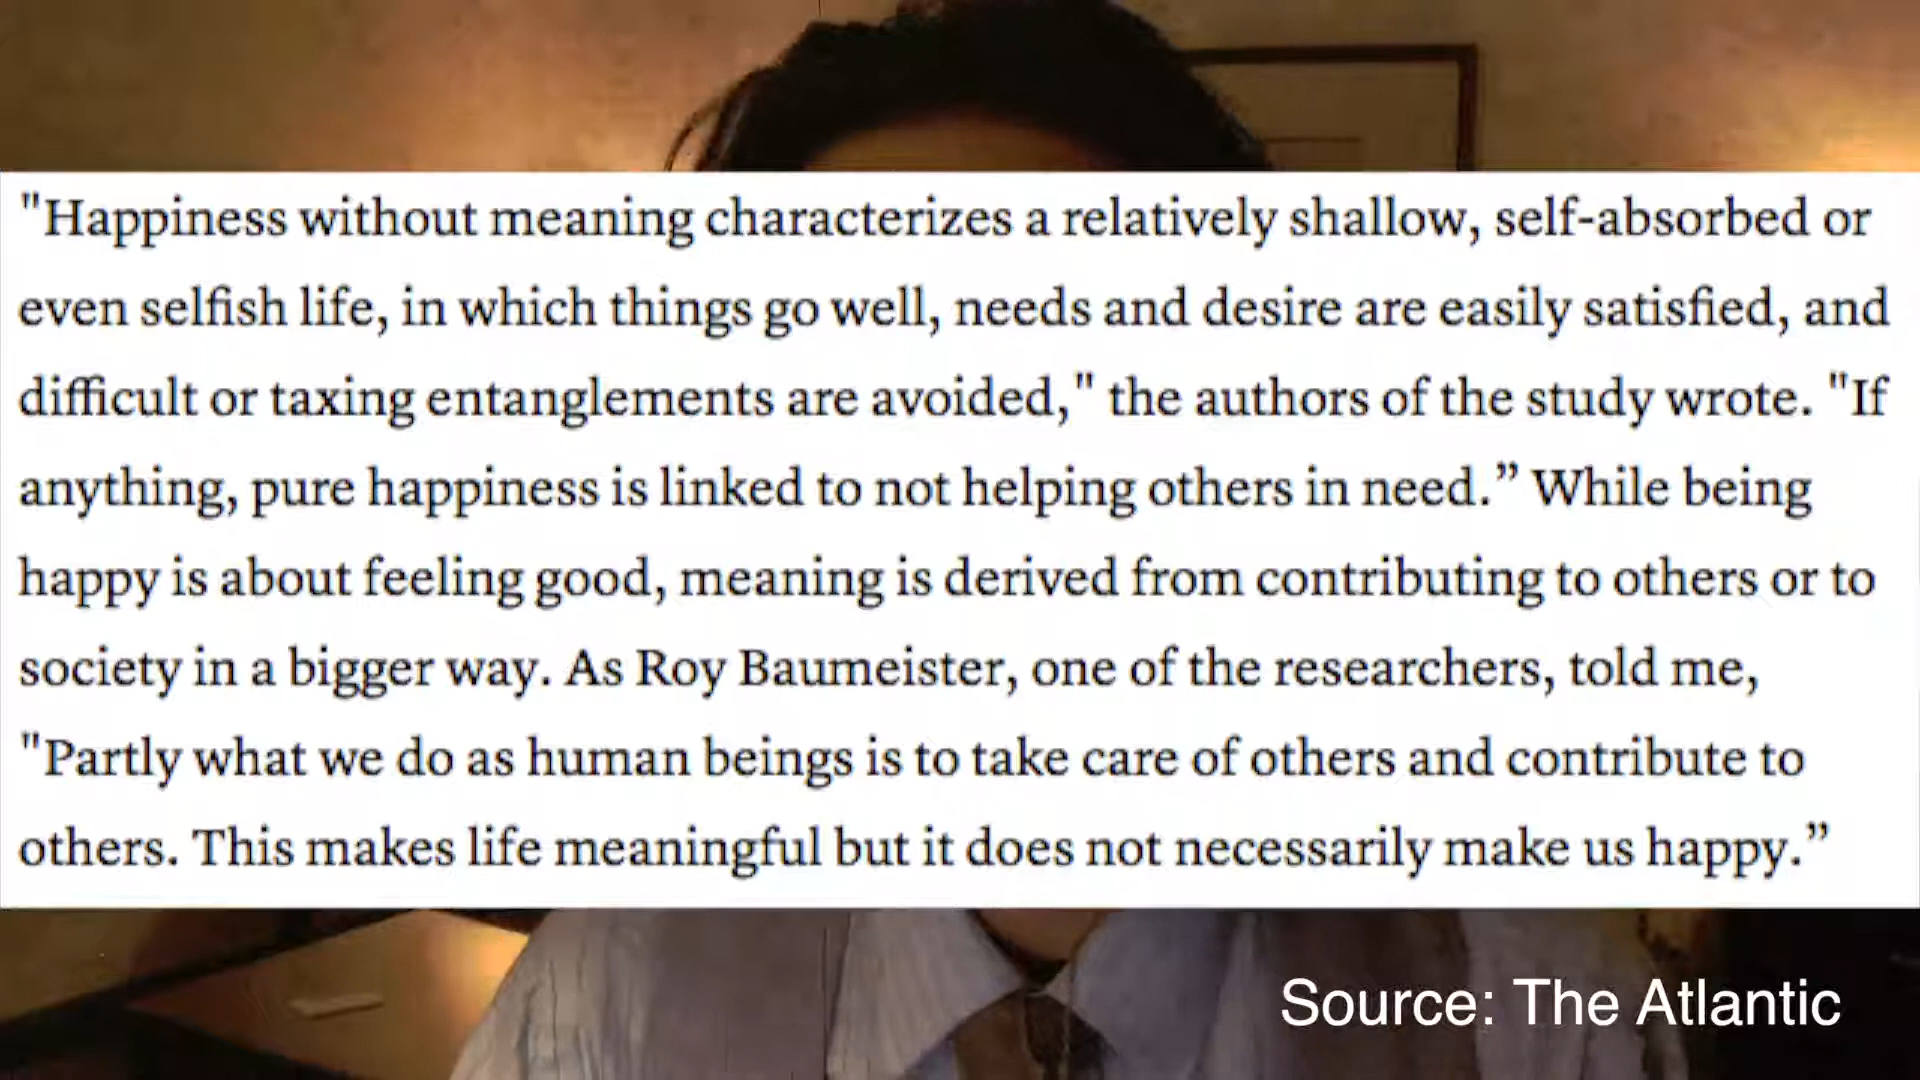 "Happiness without meaning characterizes a relatively shallow, self-absorbed or
even selfish life, in which things go well, needs and desire are easily satisfied, and
difficult or taxing entanglements are avoided," the authors of the study wrote. "If
anything, pure happiness is linked to not helping others in need.” While being
happy is about feeling good, meaning is derived from contributing to others or to
society in a bigger way. As Roy Baumeister, one of the researchers, told me,
"Partly what we do as human beings is to take care of others and contribute to
others. This makes life meaningful but it does not necessarily make us happy.”
Source: The Atlantic